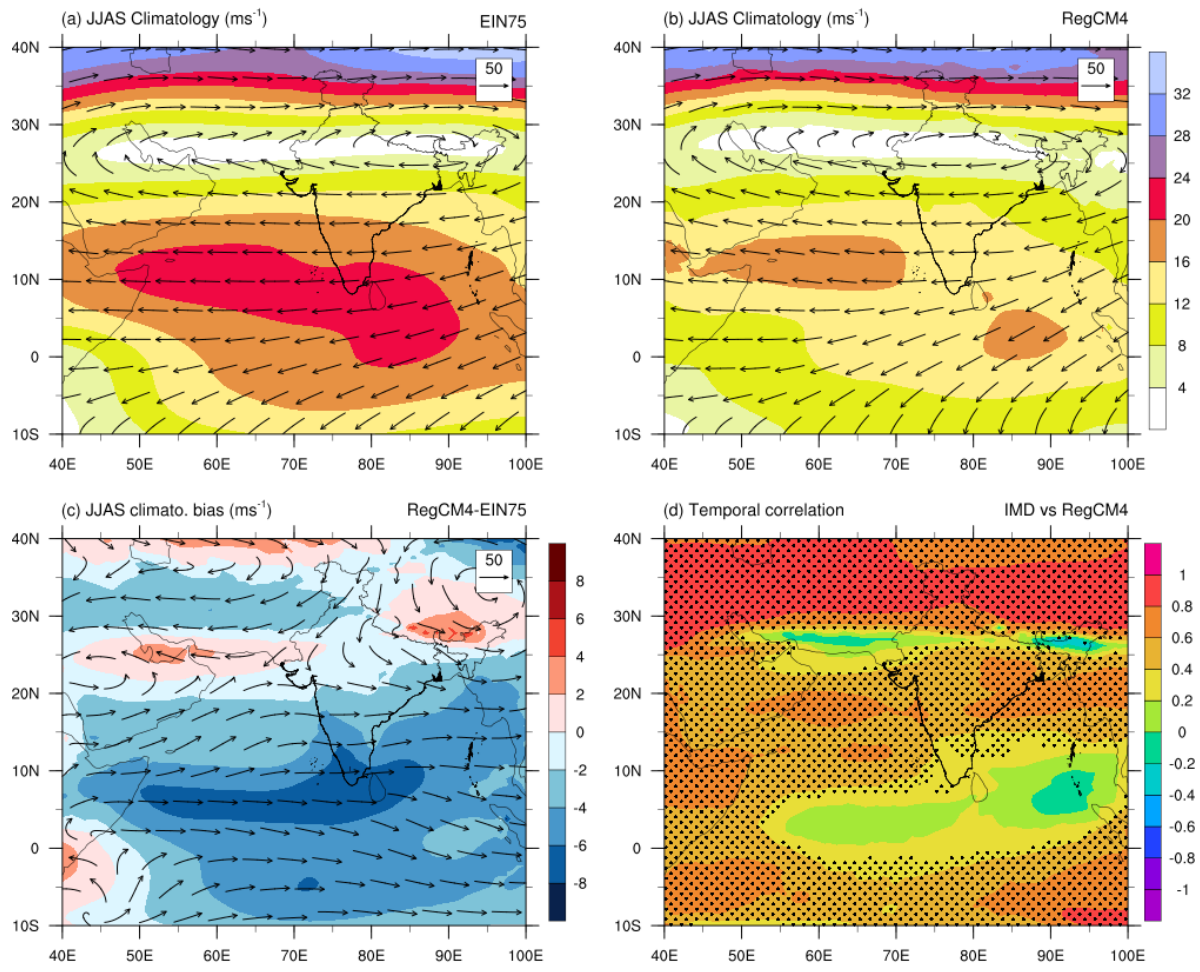 (a) JJAS Climatology (ms-1) EIN75
40N
30N
20N
10N
0
10S
40E 50E 60E 70E 80E 90E 100E
50
(b) JJAS Climatology (ms-1) RegCM4
40N
30N
20N
10N
0
10S
40E 50E 60E 70E 80E 90E 100E
50
32
28
24
20
16
12
8
4
(c) JJAS climato. bias (ms-1) RegCM4-EIN75
40N
30N
20N
10N
0
10S
40E 50E 60E 70E 80E 90E 100E
50
8
6
4
2
0
-2
-4
-6
-8
(d) Temporal correlation IMD vs RegCM4
40N
30N
20N
10N
0
10S
40E 50E 60E 70E 80E 90E 100E
1
0.8
0.6
0.4
0.2
0
-0.2
-0.4
-0.6
-0.8
-1